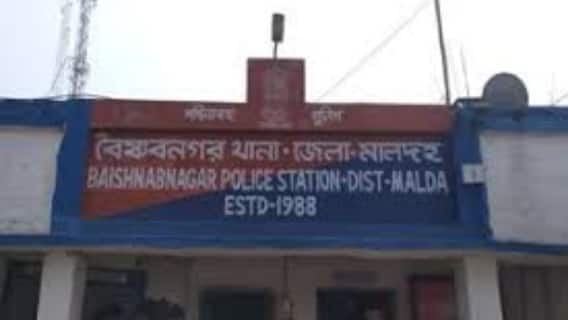 পশ্চিমবঙ্গ পুলিশ
বৈষ্ণবনগর থানা · জেলা - মালদহ
BAISHNABNAGAR POLICE STATION-DIST-MALDA
ESTD-1988